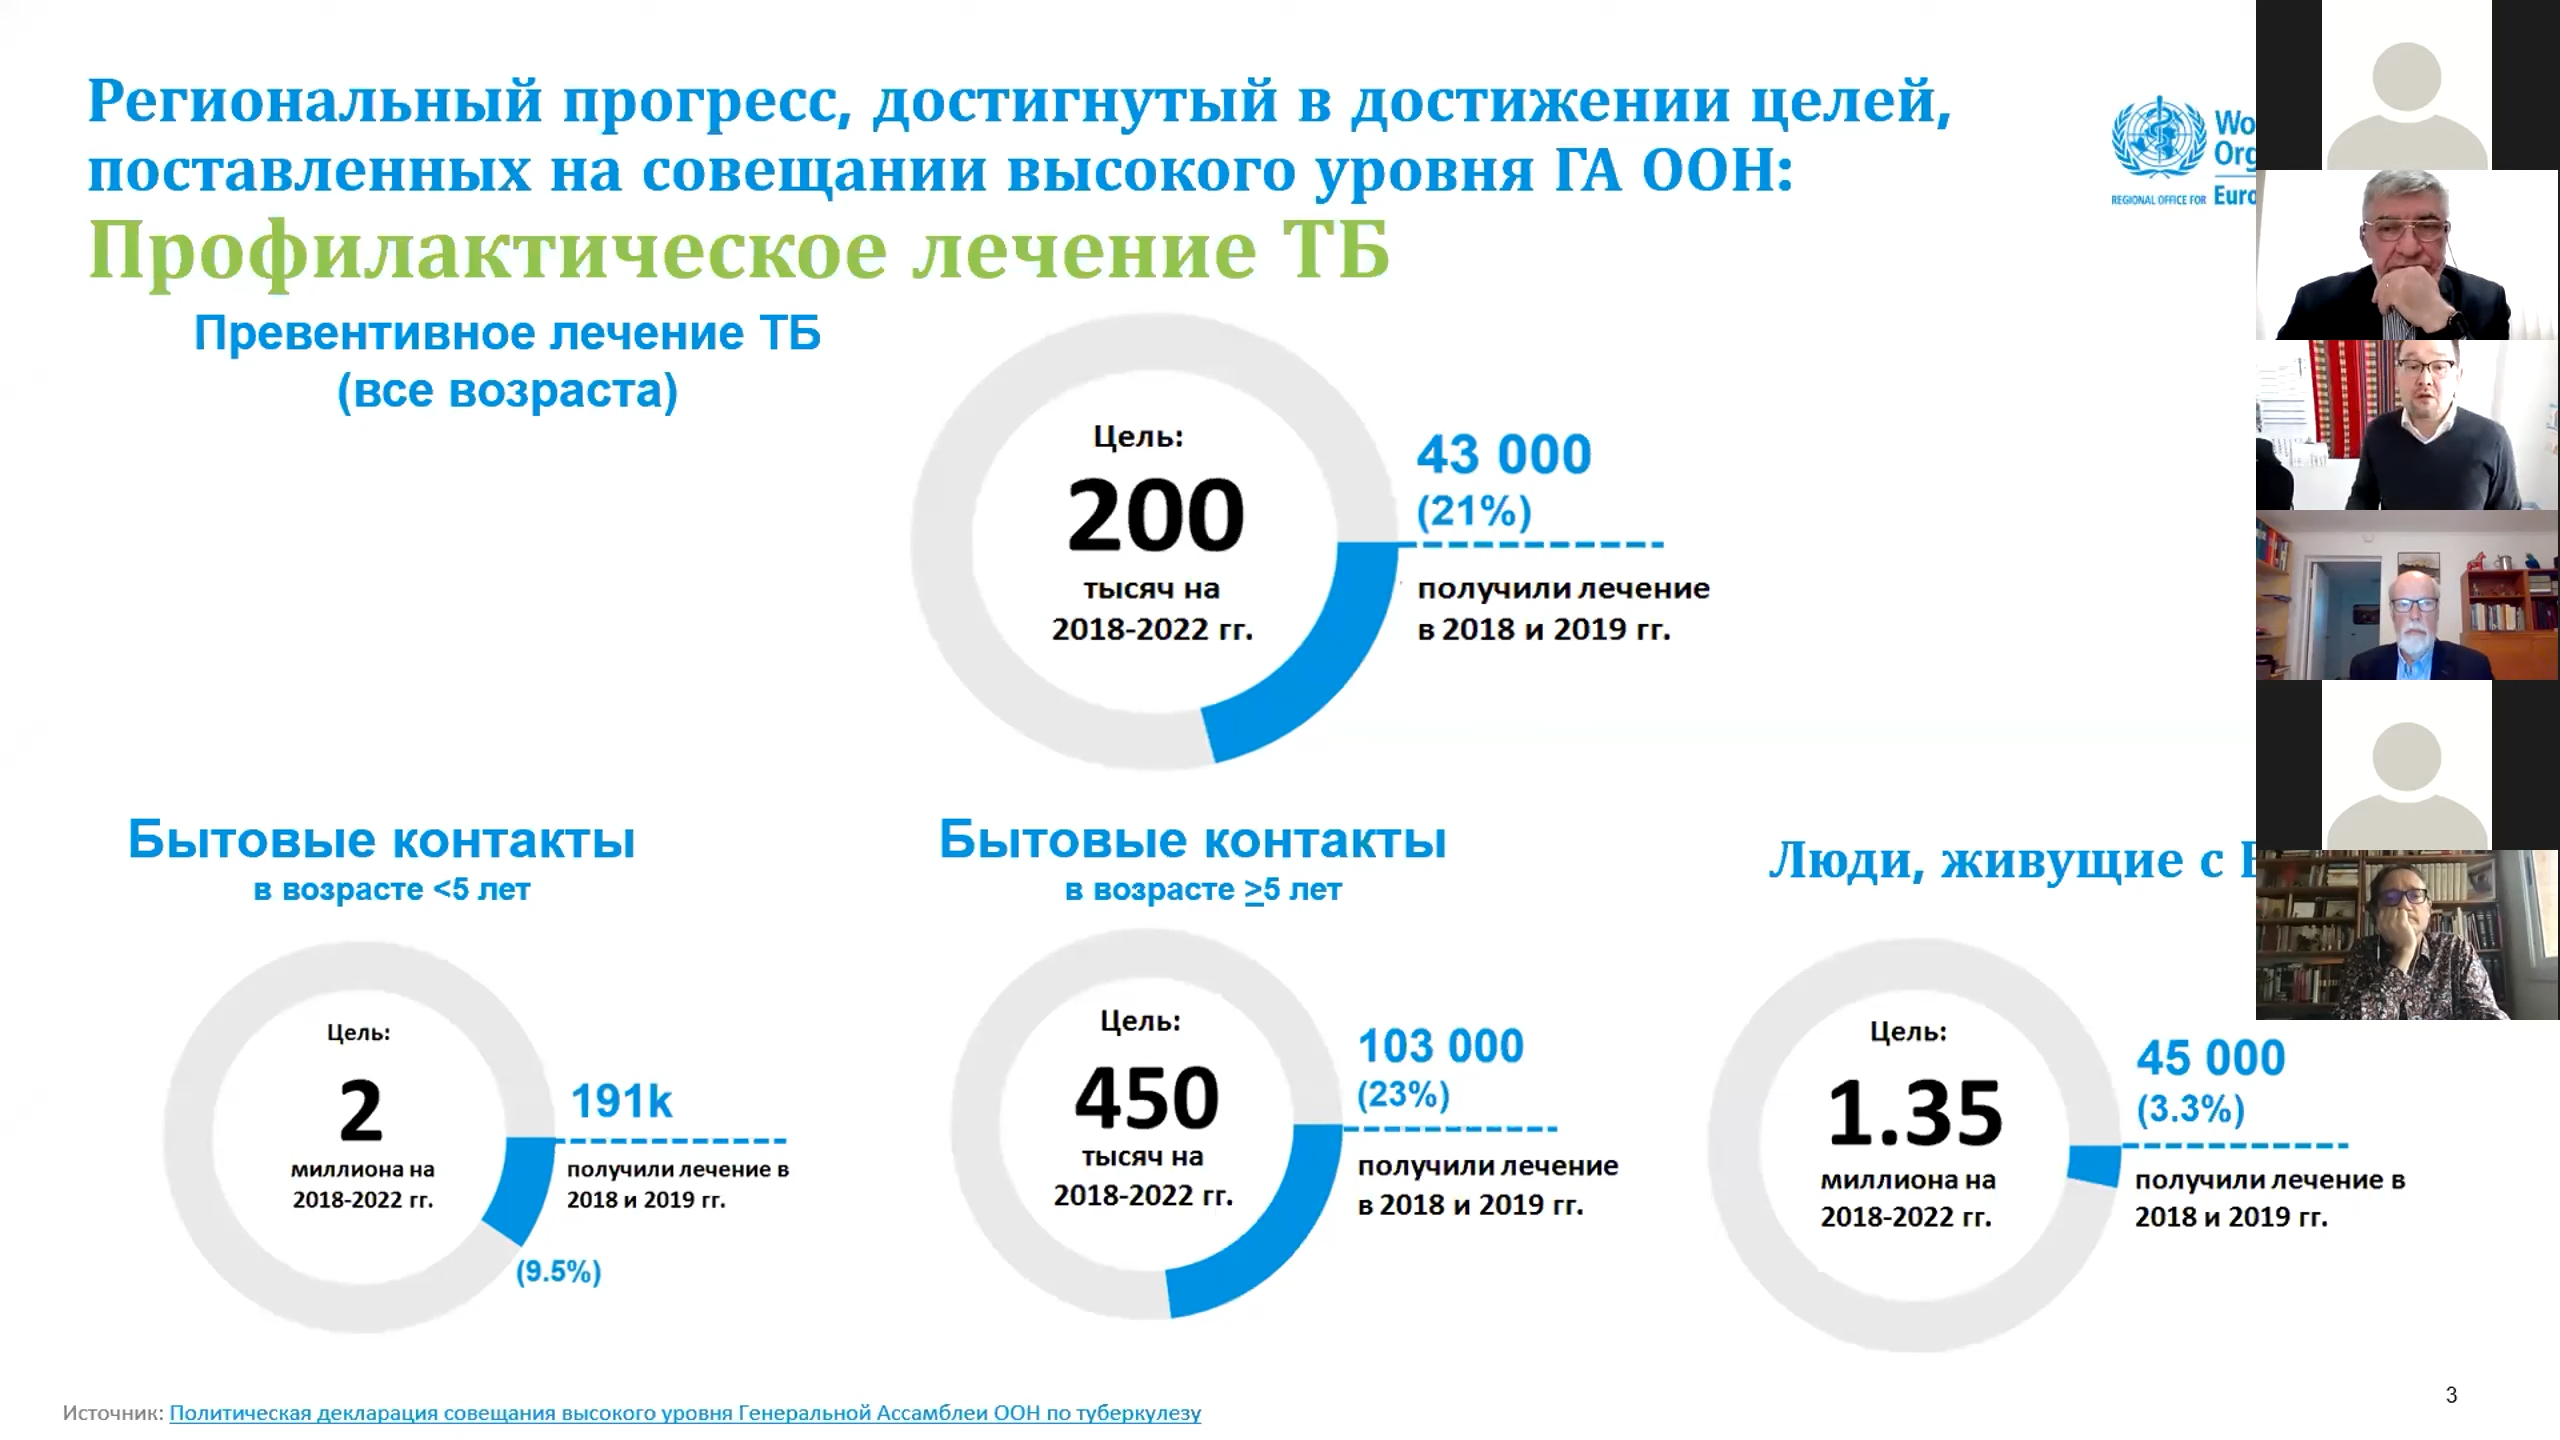 Региональный прогресс, достигнутый в достижении целей,
поставленных на совещании высокого уровня ГА ООН:
Профилактическое лечение ТБ
REGIONAL OFFICE FOR
Превентивное лечение ТБ
(все возраста)
Цель:
200
тысяч на
2018-2022 гг.
43 000
(21%)
получили лечение
в 2018 и 2019 гг.
Бытовые контакты
в возрасте <5 лет
Цель:
2
миллиона на
2018-2022 гг.
191k
получили лечение в
2018 и 2019 гг.
(9.5%)
Бытовые контакты
в возрасте ≥5 лет
Цель:
450
тысяч на
2018-2022 гг.
103 000
(23%)
получили лечение
в 2018 и 2019 гг.
Люди, живущие с
Цель:
1.35
миллиона на
2018-2022 гг.
45 000
(3.3%)
получили лечение в
2018 и 2019 гг.
Источник: Политическая декларация совещания высокого уровня Генеральной Ассамблеи ООН по туберкулезу
3